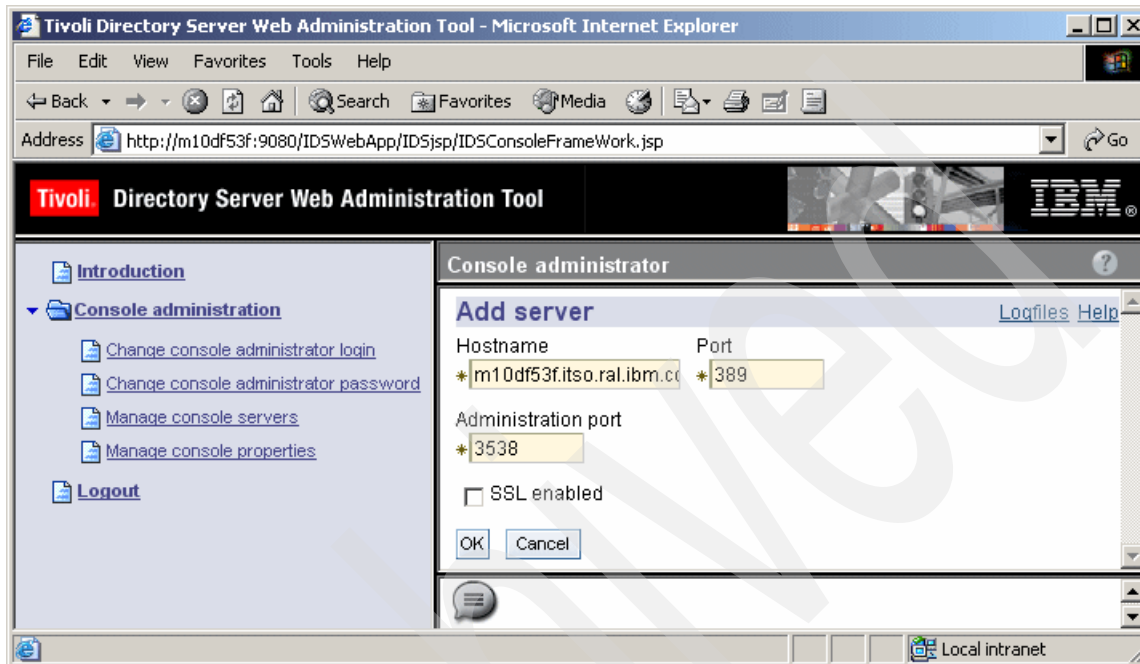 Tivoli Directory Server Web Administration Tool - Microsoft Internet Explorer
File Edit View Favorites Tools Help
Back Search Favorites Media
Address http://m10df53f:9080/IDSWebApp/IDSjsp/IDSConsoleFrameWork.jsp Go
Tivoli. Directory Server Web Administration Tool IBM®
Introduction
Console administration
Change console administrator login
Change console administrator password
Manage console servers
Manage console properties
Logout
Console administrator ?
Add server Logfiles Help
Hostname Port
* m10df53f.itso.ral.ibm.co * 389
Administration port
* 3538
SSL enabled
OK Cancel
Local intranet